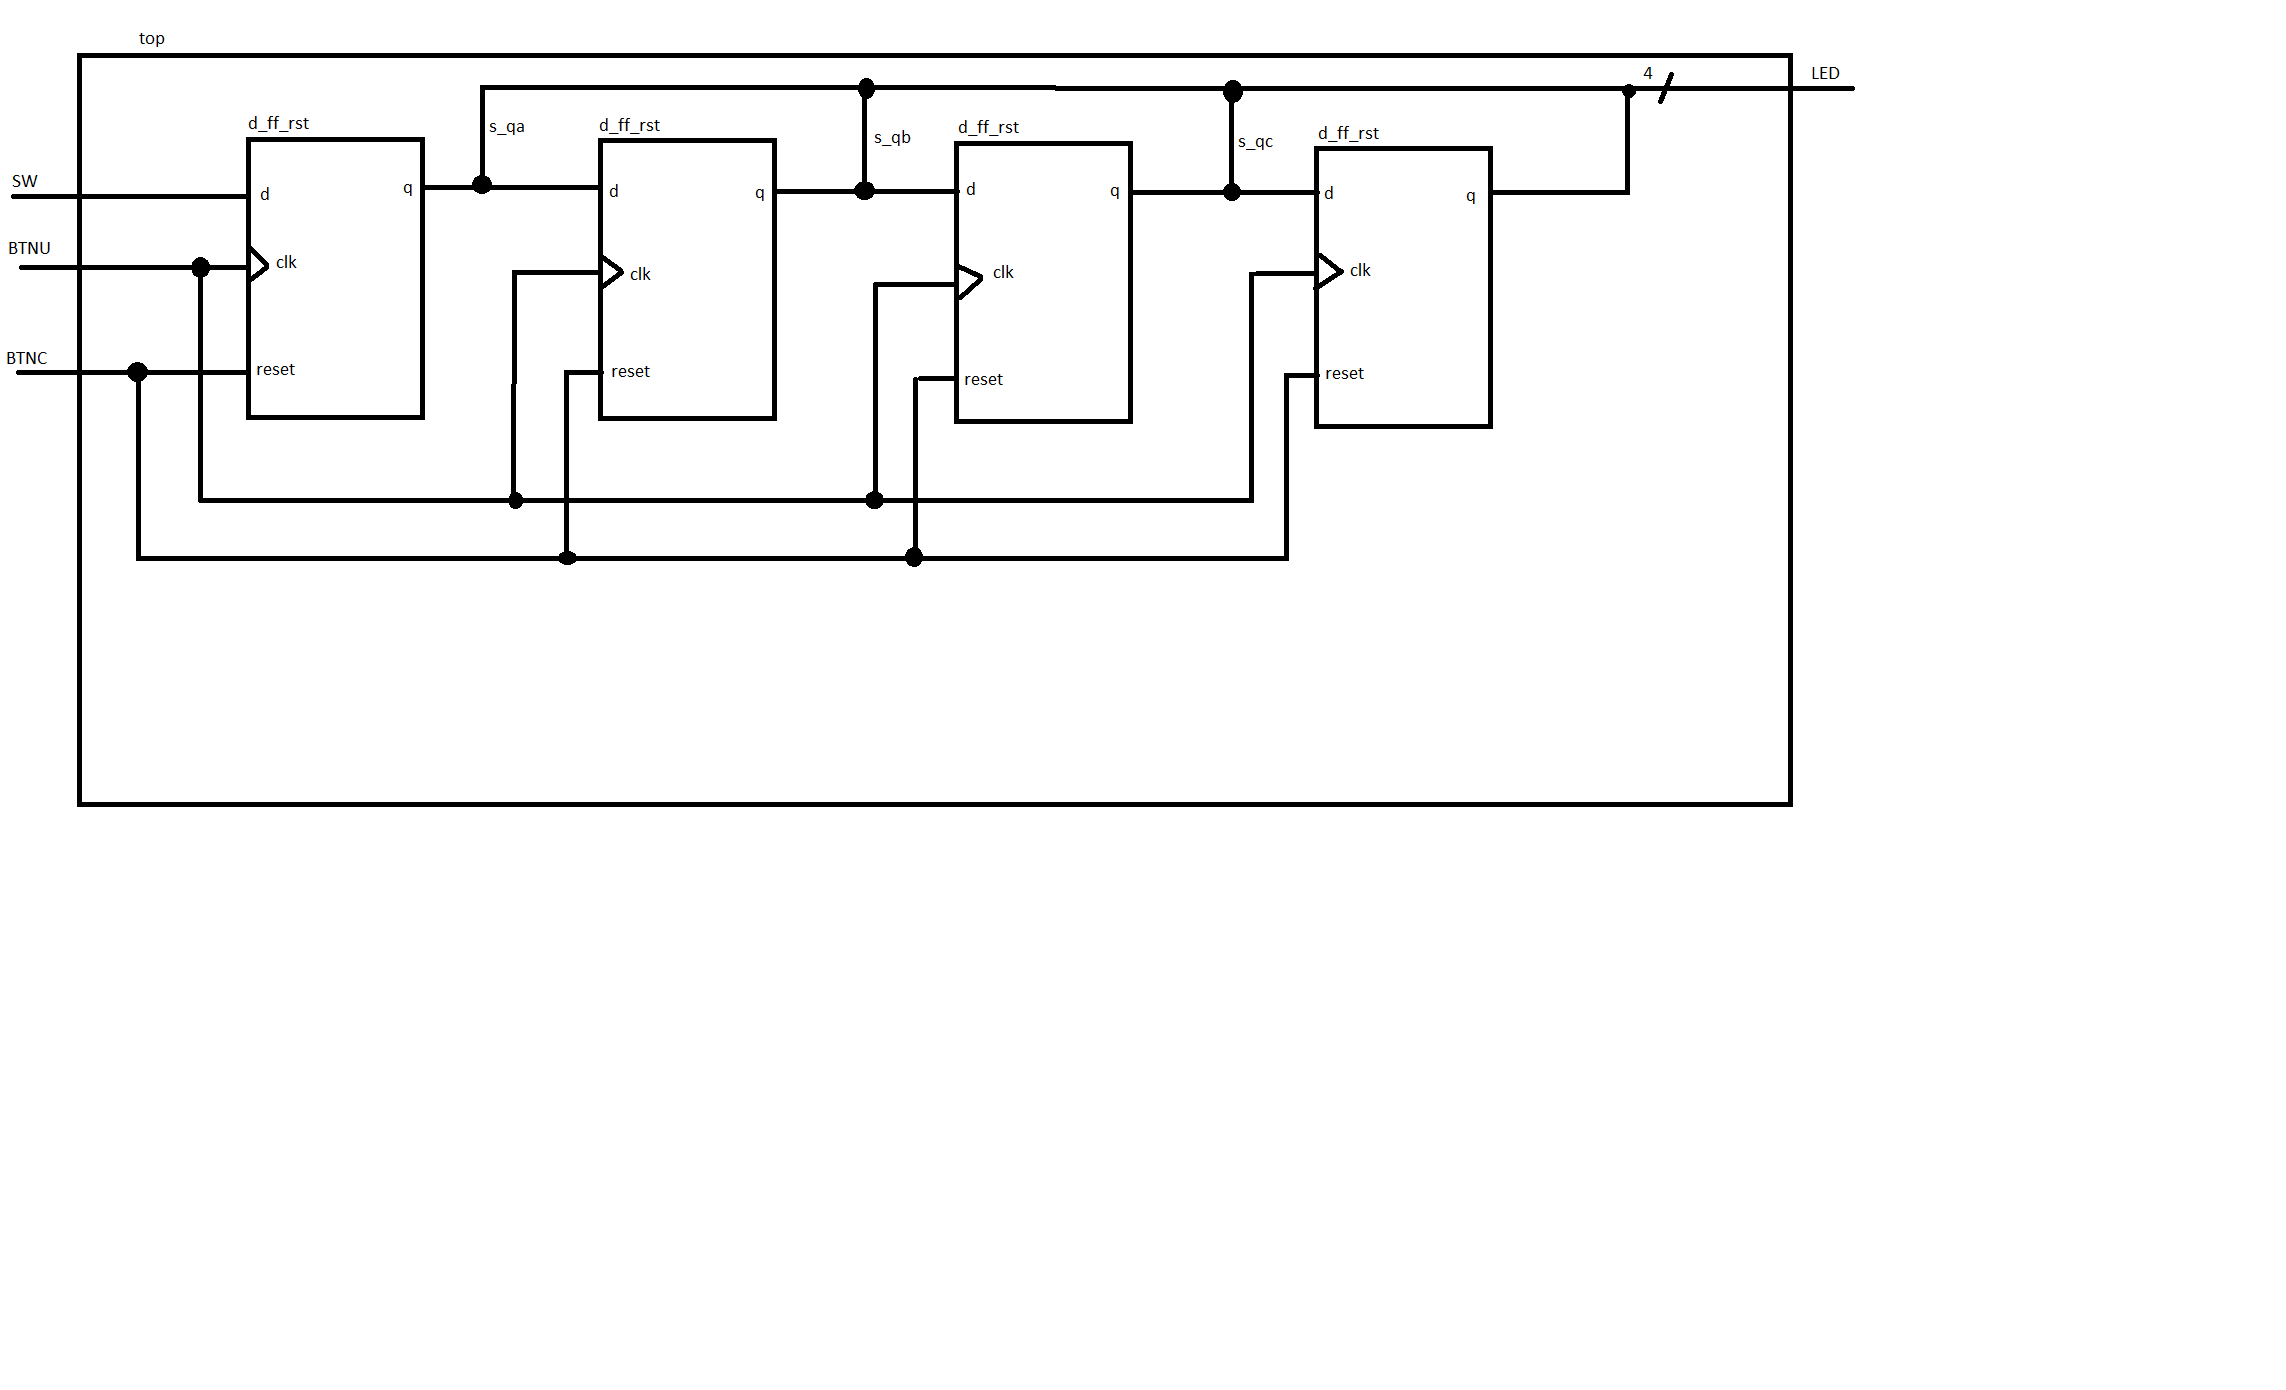 top
4
LED
d_ff_rst
s_qa
d_ff_rst
s_qb
d_ff_rst
s_qc
d_ff_rst
SW
d
q
d
q
d
q
d
q
BTNU
clk
clk
clk
clk
BTNC
reset
reset
reset
reset